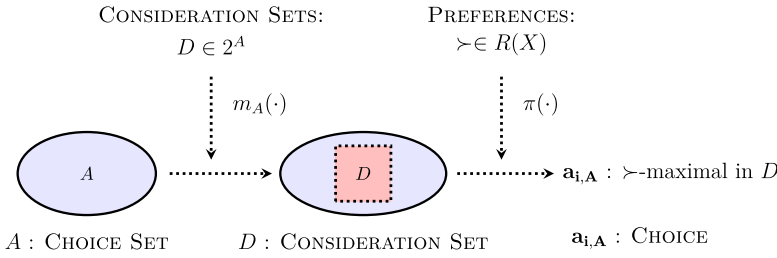 CONSIDERATION SETS:
D ∈ 2^A
PREFERENCES:
≻∈ R(X)
m_A(·)
π(·)
A
D
a_{i,A} : ≻-maximal in D
A : CHOICE SET
D : CONSIDERATION SET
a_{i,A} : CHOICE